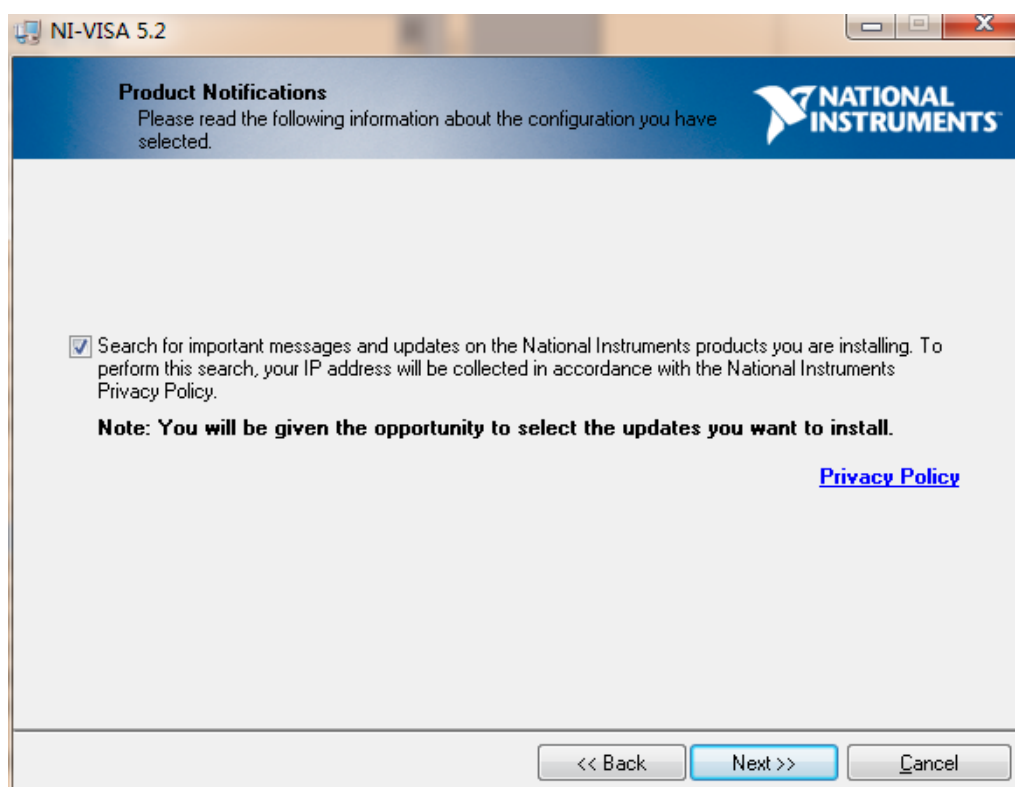 NI-VISA 5.2
Product Notifications
Please read the following information about the configuration you have
selected.
NATIONAL
INSTRUMENTS
Search for important messages and updates on the National Instruments products you are installing. To
perform this search, your IP address will be collected in accordance with the National Instruments
Privacy Policy.
Note: You will be given the opportunity to select the updates you want to install.
Privacy Policy
<< Back
Next >>
Cancel